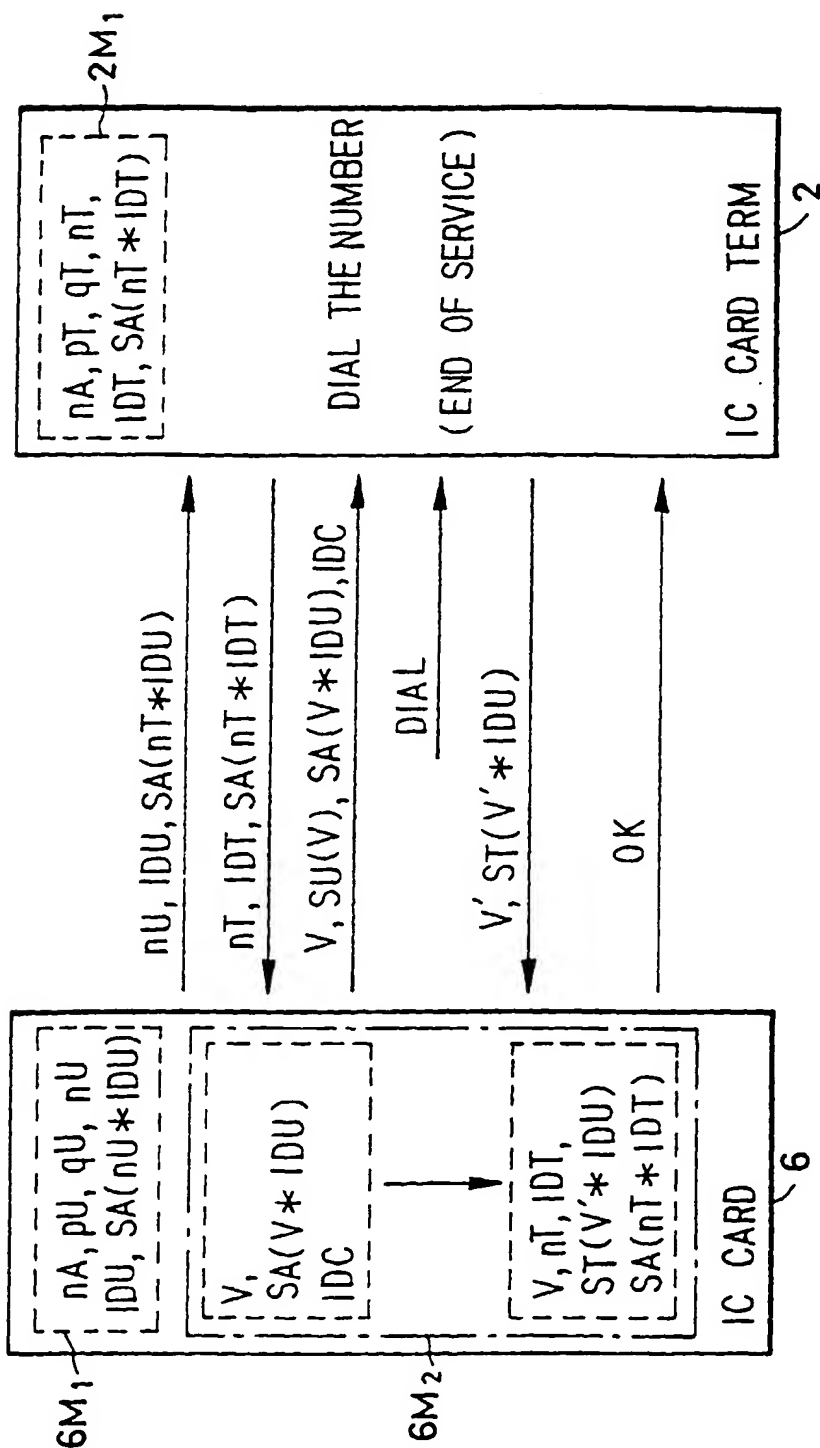 6M1
nA, pU, qU, nU
IDU, SA(nU*IDU)
6M2
V,
SA(V*IDU)
IDC
V, nT, IDT,
ST(V'*IDU)
SA(nT*IDT)
IC CARD
6
nU, IDU, SA(nT*IDU)
nT, IDT, SA(nT*IDT)
V, SU(V), SA(V*IDU), IDC
DIAL
V', ST(V'*IDU)
OK
2M1
nA, pT, qT, nT,
IDT, SA(nT*IDT)
DIAL THE NUMBER
(END OF SERVICE)
IC CARD TERM
2